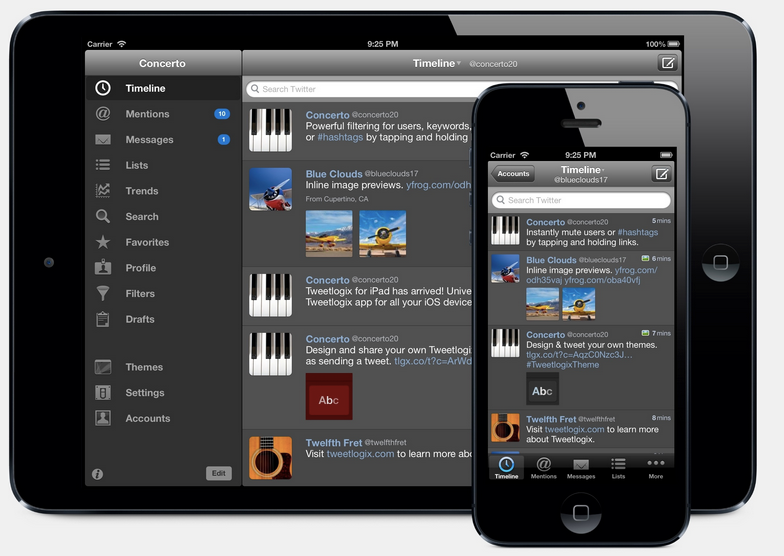 Carrier
9:25 PM
100%
Concerto
Timeline
@concerto20
Search Twitter
Timeline
Mentions
10
Messages
1
Lists
Trends
Search
Favorites
Profile
Filters
Drafts
Themes
Settings
Accounts
Edit
Concerto @concerto20
Powerful filtering for users, keywords,
or #hashtags by tapping and holding
Blue Clouds @blueclouds17
Inline image previews. yfrog.com/odh
From Cupertino, CA
Concerto @concerto20
Tweetlogix for iPad has arrived! Unive
Tweetlogix app for all your iOS device
Concerto @concerto20
Design and share your own Tweetlogi
as sending a tweet. tlgx.co/t?c=ArWd
Abc
Twelfth Fret @twelfthfret
Visit tweetlogix.com to learn more abo
Carrier
9:25 PM
Accounts
Timeline
@blueclouds17
Search Twitter
Concerto @concerto20 5 mins
Instantly mute users or #hashtags
by tapping and holding links.
Blue Clouds @blueclouds17 6 mins
Inline image previews. yfrog.com/
odh35vaj yfrog.com/oba40vfj
Concerto @concerto20 7 mins
Design & tweet your own themes.
tlgx.co/t?c=AqzC0Nzc3J...
#TweetlogixTheme
Abc
Twelfth Fret @twelfthfret 8 mins
Visit tweetlogix.com to learn more
about Tweetlogix.
Timeline
Mentions
Messages
Lists
More